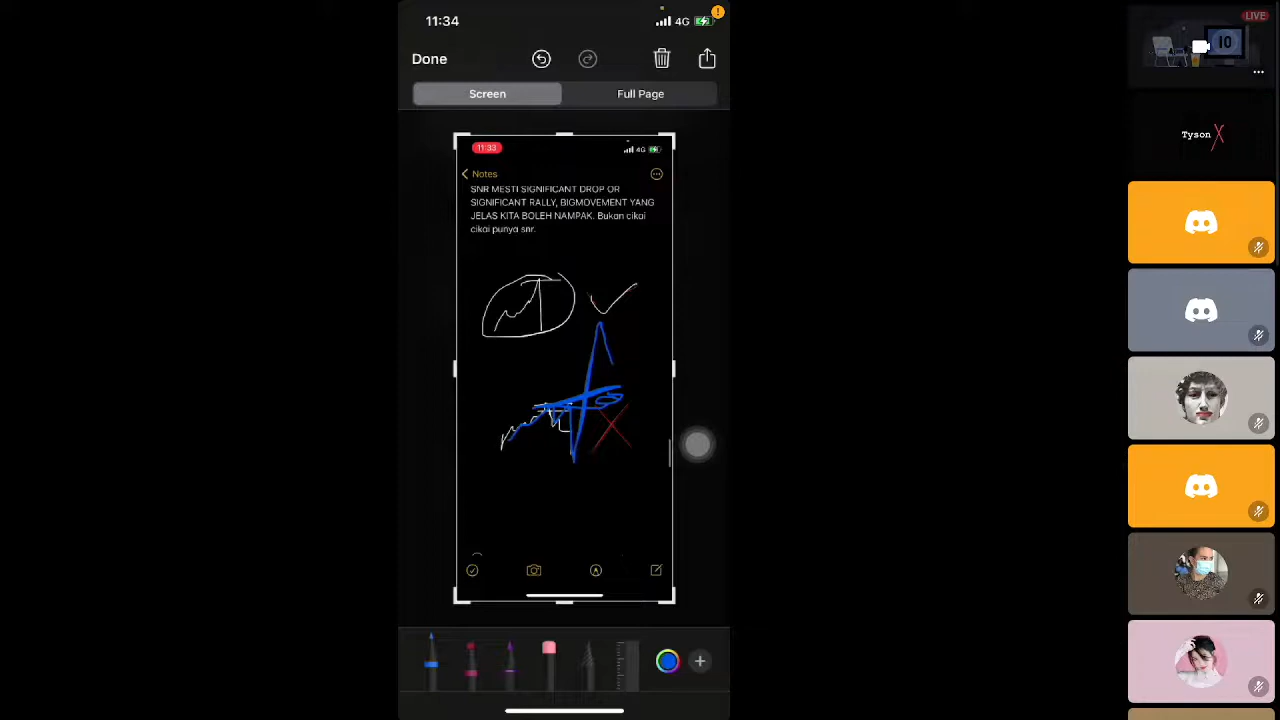 11:34
4G
Done
Screen
Full Page
11:33
4G
Notes
SNR MESTI SIGNIFICANT DROP OR
SIGNIFICANT RALLY, BIGMOVEMENT YANG
JELAS KITA BOLEH NAMPAK. Bukan cikai
cikai punya snr.
LIVE
10
Tyson X